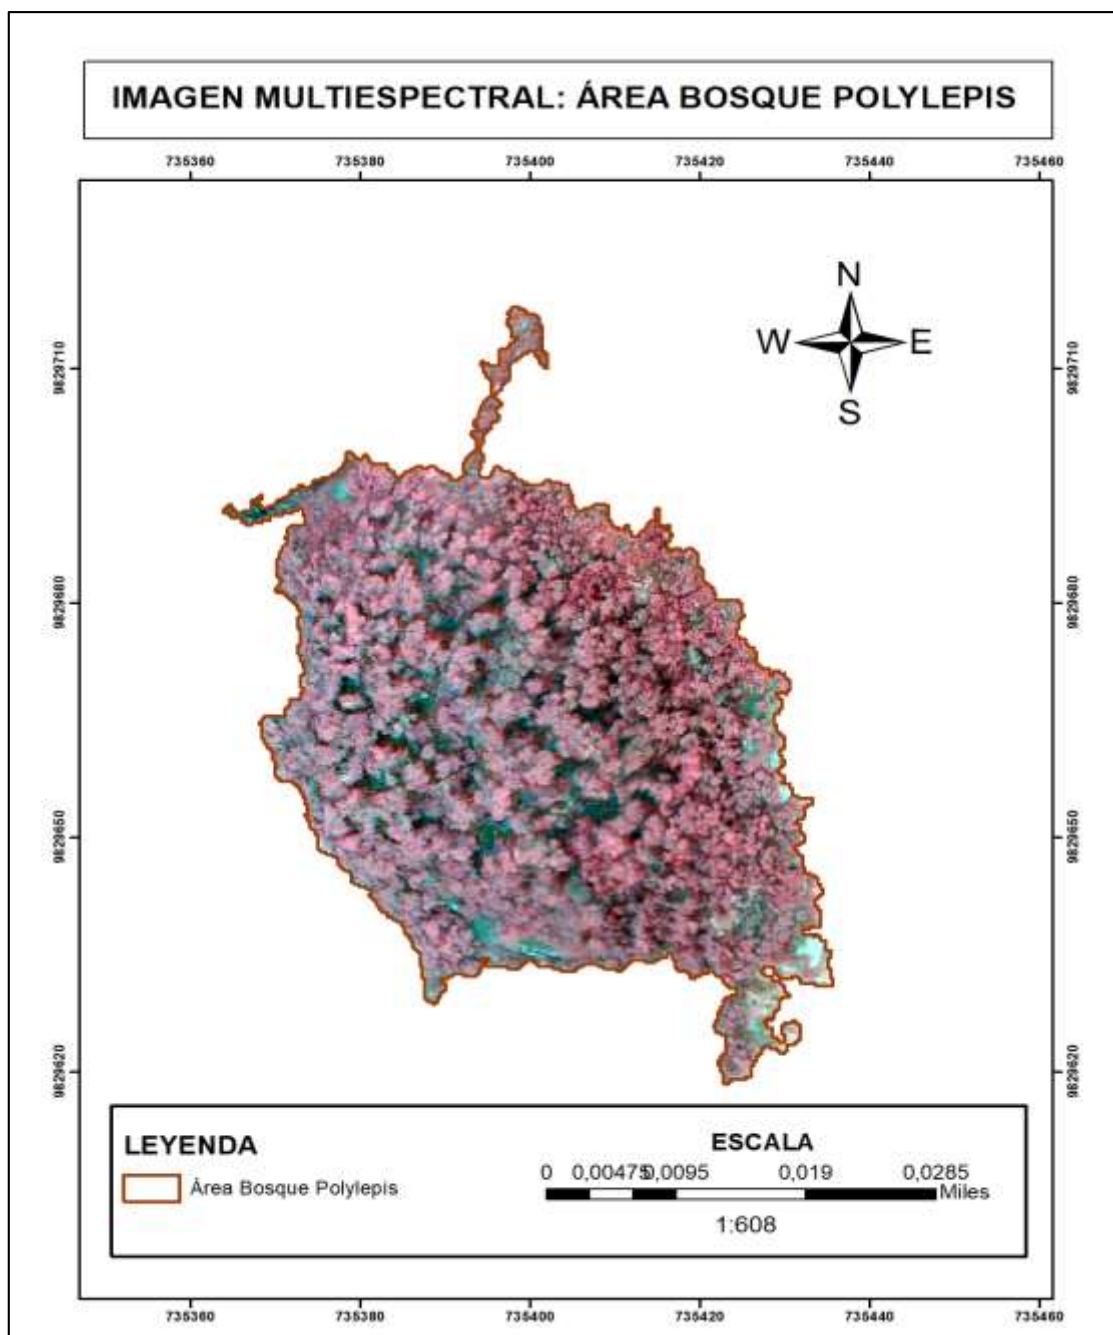 IMAGEN MULTIESPECTRAL: ÁREA BOSQUE POLYLEPIS
735360 735380 735400 735420 735440 735460
N
W E
S
9829710 9829710
9829680 9829680
9829650 9829650
9829620 9829620
LEYENDA
Área Bosque Polylepis
ESCALA
0 0,00475 0,0095 0,019 0,0285
Miles
1:608
735360 735380 735400 735420 735440 735460